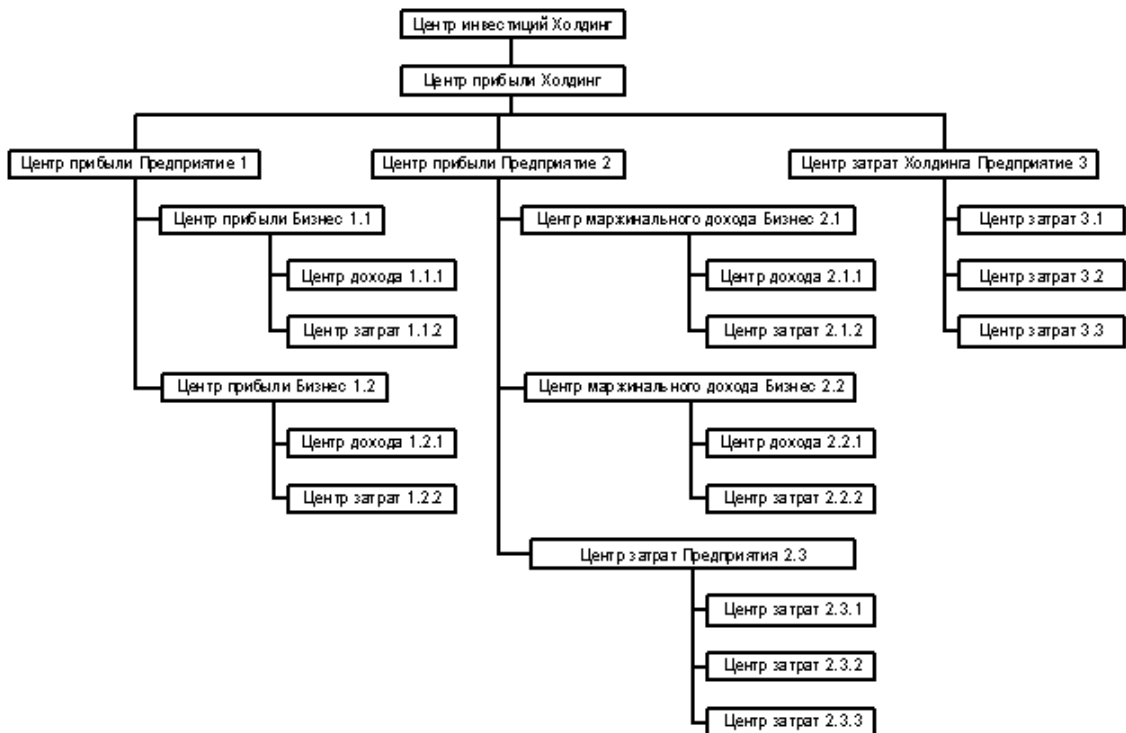 Центр инвестиций Холдинг
Центр прибыли Холдинг
Центр прибыли Предприятие 1
Центр прибыли Предприятие 2
Центр затрат Холдинга Предприятие 3
Центр прибыли Бизнес 1.1
Центр дохода 1.1.1
Центр затрат 1.1.2
Центр прибыли Бизнес 1.2
Центр дохода 1.2.1
Центр затрат 1.2.2
Центр маржинального дохода Бизнес 2.1
Центр дохода 2.1.1
Центр затрат 2.1.2
Центр маржинального дохода Бизнес 2.2
Центр дохода 2.2.1
Центр затрат 2.2.2
Центр затрат Предприятия 2.3
Центр затрат 2.3.1
Центр затрат 2.3.2
Центр затрат 2.3.3
Центр затрат 3.1
Центр затрат 3.2
Центр затрат 3.3